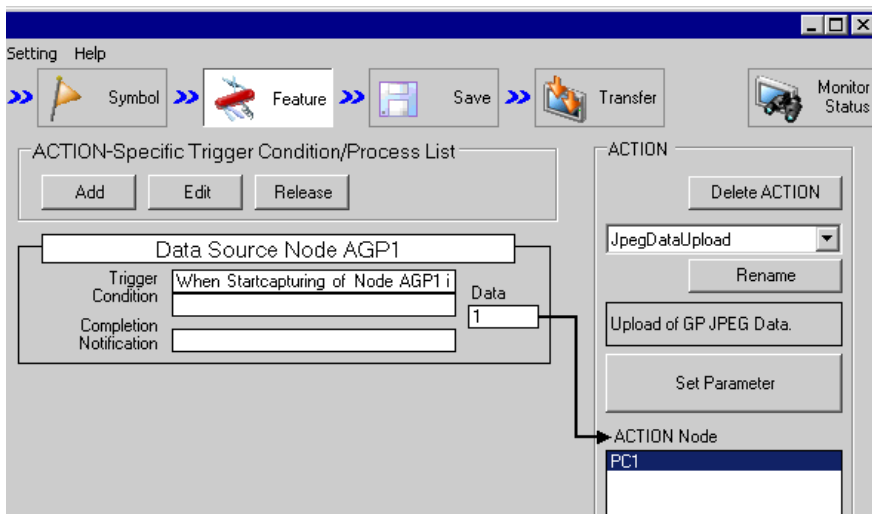 Setting Help
Symbol
Feature
Save
Transfer
Monitor
Status
ACTION-Specific Trigger Condition/Process List
Add
Edit
Release
Data Source Node AGP1
Trigger
Condition
When Startcapturing of Node AGP1 i
Data
1
Completion
Notification
ACTION
Delete ACTION
JpegDataUpload
Rename
Upload of GP JPEG Data.
Set Parameter
ACTION Node
PC1